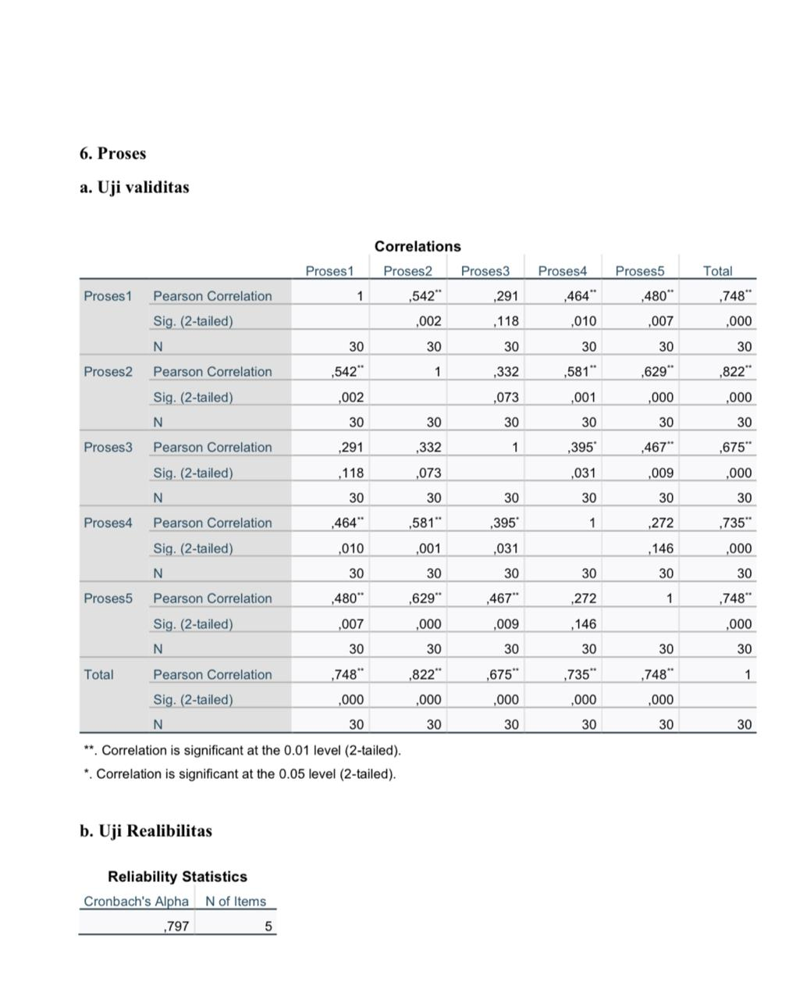 6. Proses
a. Uji validitas
Correlations
Proses1 Proses2 Proses3 Proses4 Proses5 Total
Proses1 Pearson Correlation 1 ,542** ,291 ,464** ,480** ,748**
Sig. (2-tailed) ,002 ,118 ,010 ,007 ,000
N 30 30 30 30 30 30
Proses2 Pearson Correlation ,542** 1 ,332 ,581** ,629** ,822**
Sig. (2-tailed) ,002 ,073 ,001 ,000 ,000
N 30 30 30 30 30 30
Proses3 Pearson Correlation ,291 ,332 1 ,395* ,467** ,675**
Sig. (2-tailed) ,118 ,073 ,031 ,009 ,000
N 30 30 30 30 30 30
Proses4 Pearson Correlation ,464** ,581** ,395* 1 ,272 ,735**
Sig. (2-tailed) ,010 ,001 ,031 ,146 ,000
N 30 30 30 30 30 30
Proses5 Pearson Correlation ,480** ,629** ,467** ,272 1 ,748**
Sig. (2-tailed) ,007 ,000 ,009 ,146 ,000
N 30 30 30 30 30 30
Total Pearson Correlation ,748** ,822** ,675** ,735** ,748** 1
Sig. (2-tailed) ,000 ,000 ,000 ,000 ,000
N 30 30 30 30 30 30
**. Correlation is significant at the 0.01 level (2-tailed).
*. Correlation is significant at the 0.05 level (2-tailed).
b. Uji Realibilitas
Reliability Statistics
Cronbach's Alpha N of Items
,797 5